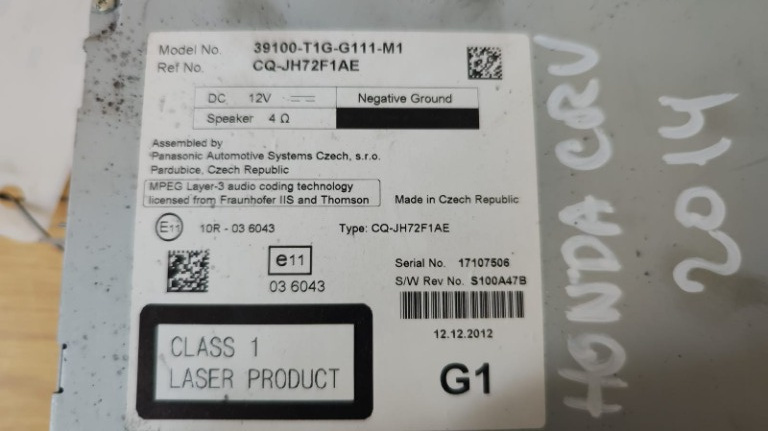 Model No. 39100-T1G-G111-M1
Ref No. CQ-JH72F1AE
DC 12V Negative Ground
Speaker 4 Ω
Assembled by
Panasonic Automotive Systems Czech, s.r.o.
Pardubice, Czech Republic
MPEG Layer-3 audio coding technology
licensed from Fraunhofer IIS and Thomson
Made in Czech Republic
E11 10R - 03 6043 Type: CQ-JH72F1AE
e11
03 6043
Serial No. 17107506
S/W Rev No. S100A47B
12.12.2012
CLASS 1
LASER PRODUCT
G1
HONDA CRV
2014